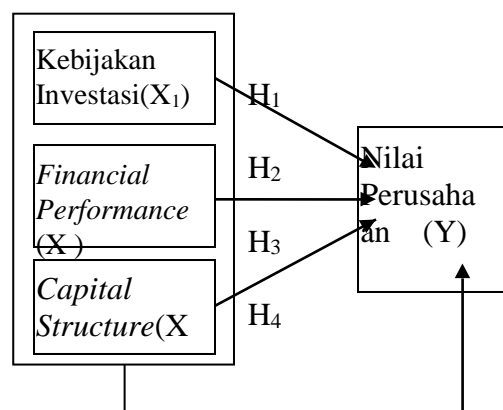 Kebijakan
Investasi(X₁)
H₁
Financial
Performance
(X )
H₂
Capital
Structure(X
H₃
H₄
Nilai
Perusaha
an (Y)